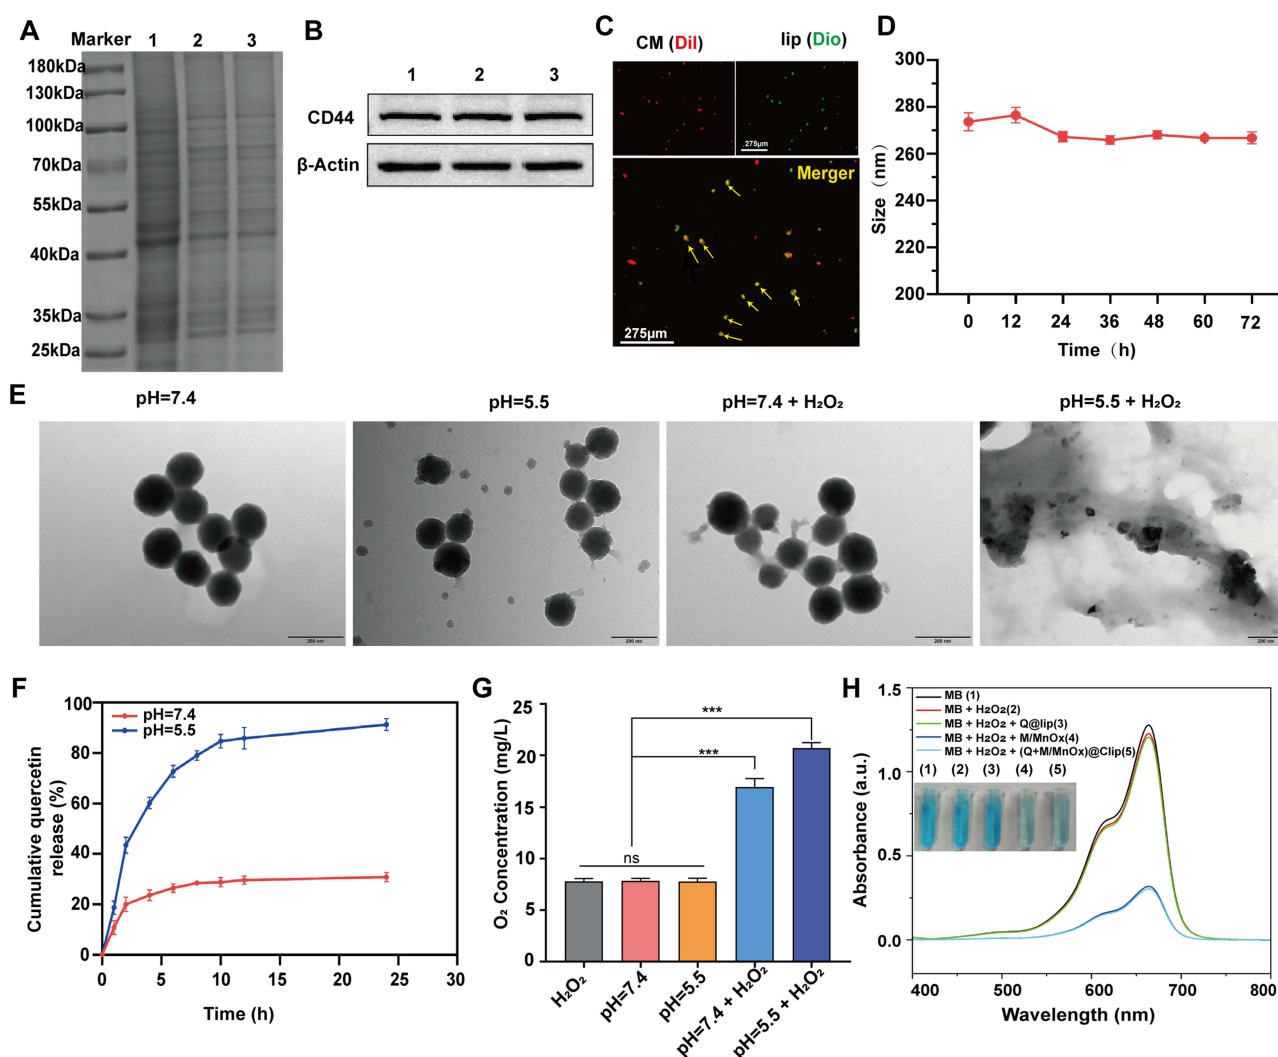 A
Marker 1 2 3
180kDa
130kDa
100kDa
70kDa
55kDa
40kDa
35kDa
25kDa
B
1 2 3
CD44
β-Actin
C
CM (DiI) lip (Dio)
275μm
Merger
275μm
D
Size (nm)
300
280
260
240
220
200
0 12 24 36 48 60 72
Time (h)
E
pH=7.4 pH=5.5 pH=7.4 + H₂O₂ pH=5.5 + H₂O₂
200 nm 200 nm 200 nm
F
Cumulative quercetin
release (%)
100
80
60
40
20
0
pH=7.4
pH=5.5
0 5 10 15 20 25 30
Time (h)
G
O₂ Concentration (mg/L)
25
20
15
10
5
0
***
***
ns
H₂O₂
pH=7.4
pH=5.5
pH=7.4 + H₂O₂
pH=5.5 + H₂O₂
H
Absorbance (a.u.)
1.5
1.0
0.5
0.0
MB (1)
MB + H₂O₂(2)
MB + H₂O₂ + Q@lip(3)
MB + H₂O₂ + M/MnOx(4)
MB + H₂O₂ + (Q+M/MnOx)@Clip(5)
(1) (2) (3) (4) (5)
400 500 600 700 800
Wavelength (nm)